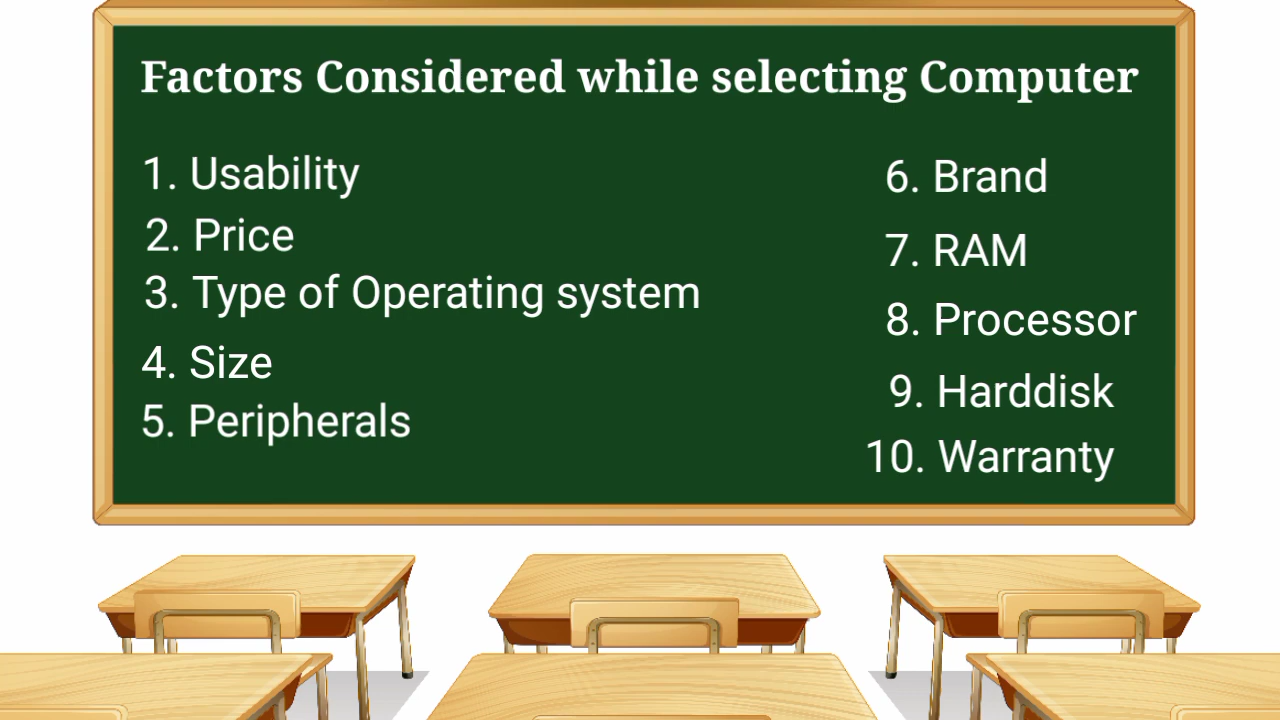 Factors Considered while selecting Computer
1. Usability
2. Price
3. Type of Operating system
4. Size
5. Peripherals
6. Brand
7. RAM
8. Processor
9. Harddisk
10. Warranty